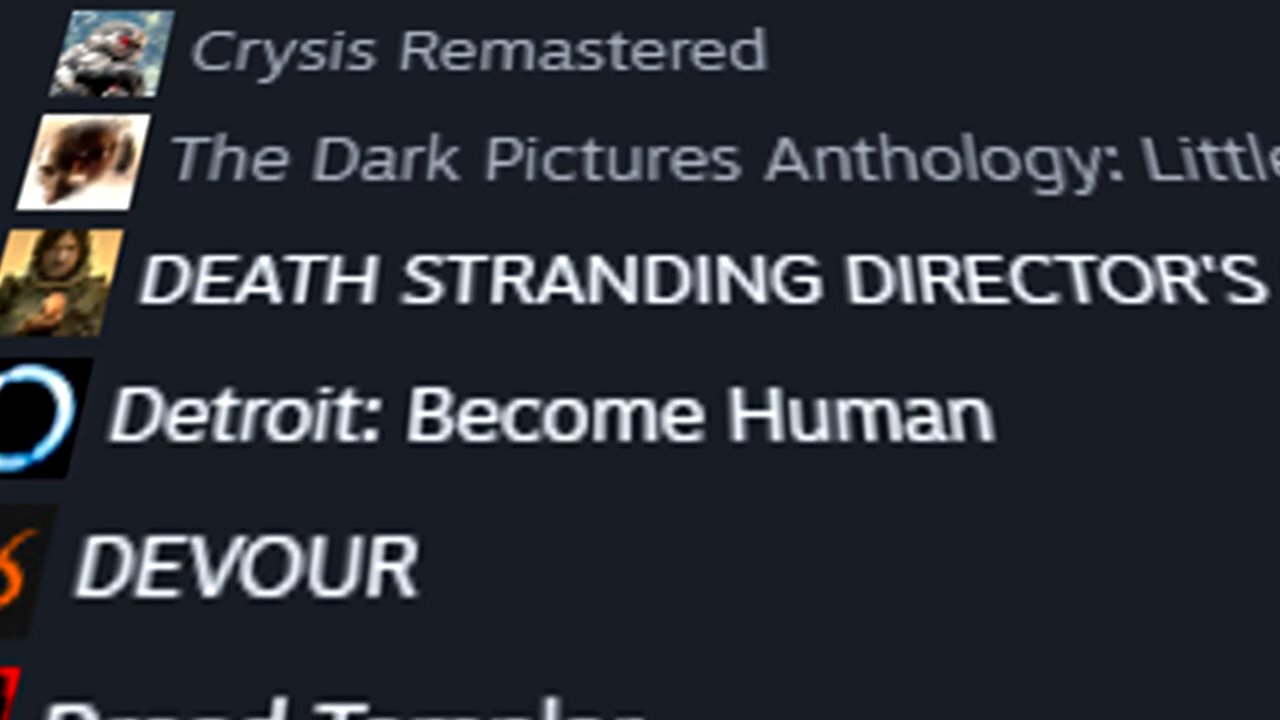 Crysis Remastered
The Dark Pictures Anthology: Little
DEATH STRANDING DIRECTOR'S
Detroit: Become Human
DEVOUR